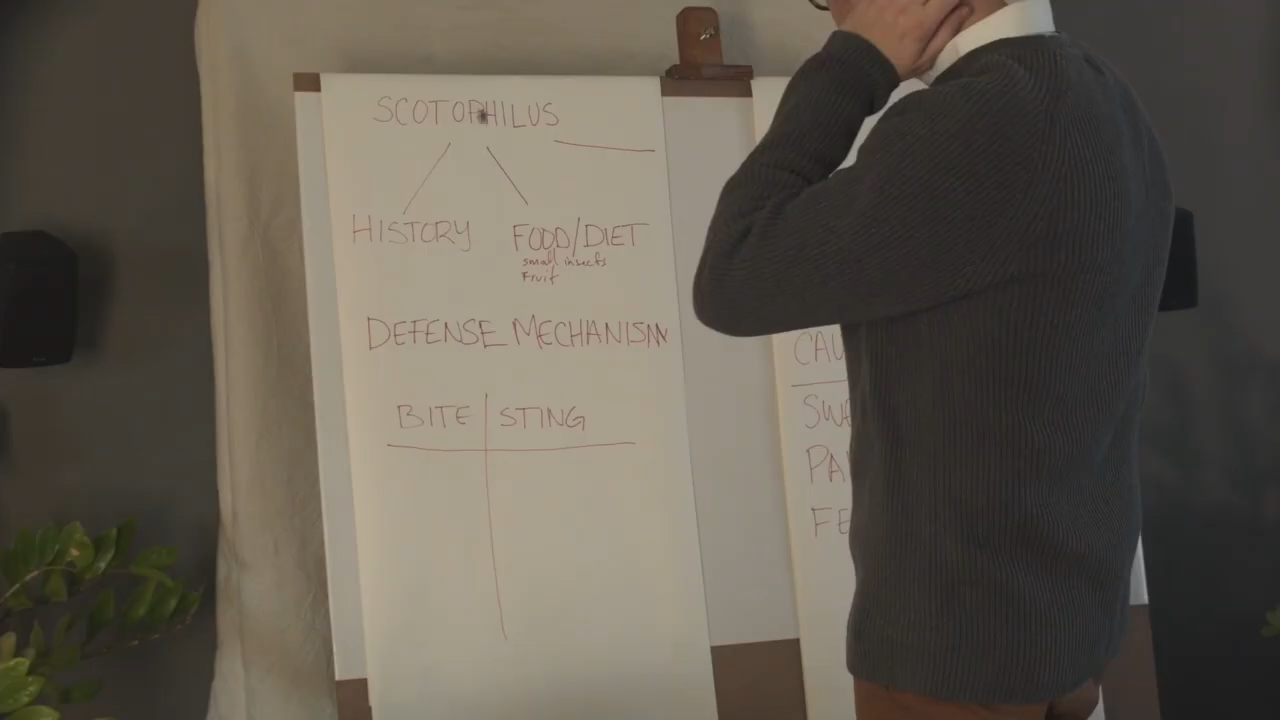 SCOTOPHILUS
HISTORY FOOD/DIET
small insects
Fruit
DEFENSE MECHANISM
BITE STING